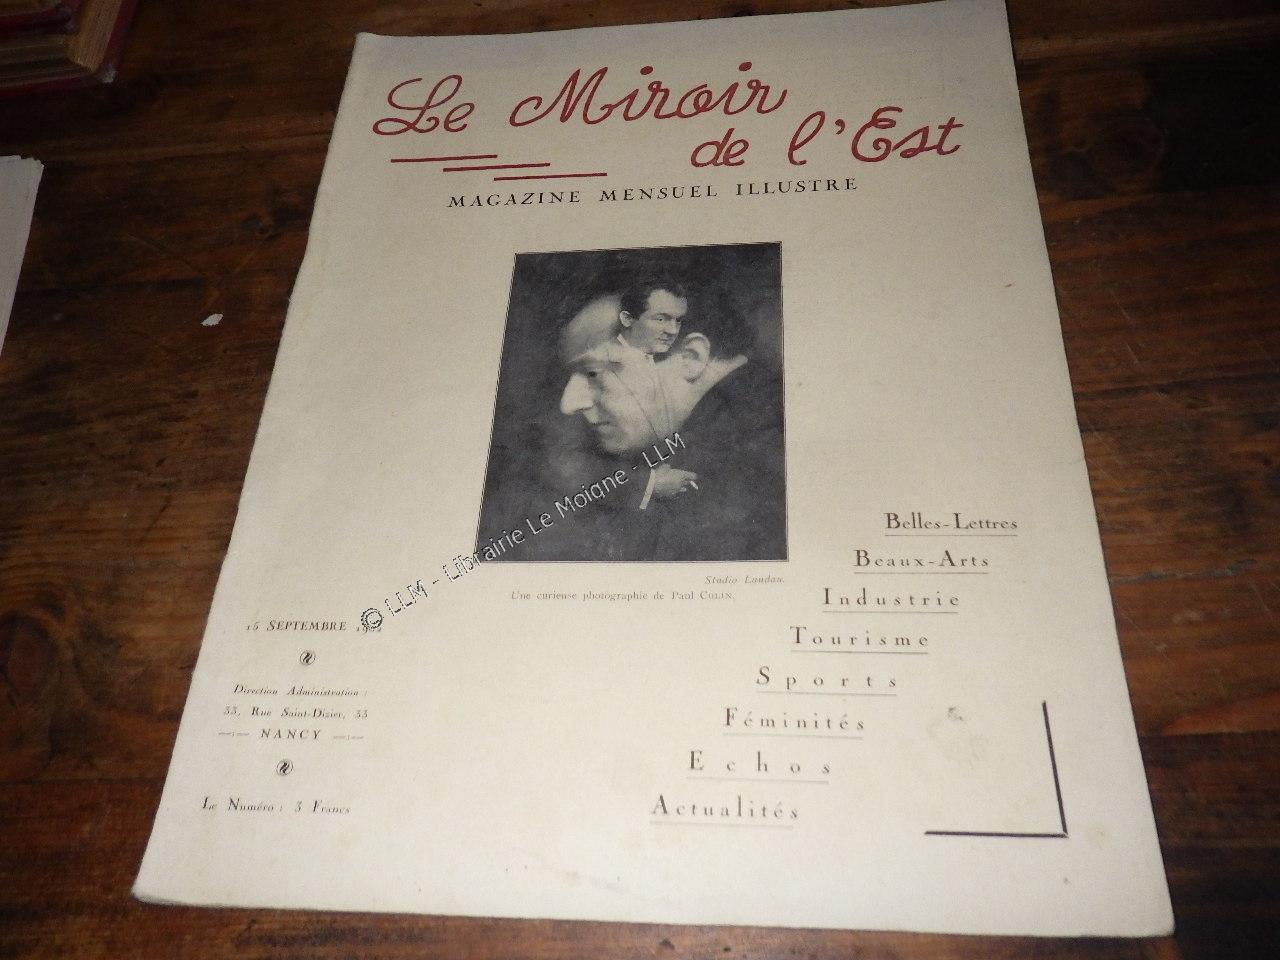 Le Miroir
de l'Est
MAGAZINE MENSUEL ILLUSTRE
Studio Landau.
Une curieuse photographie de Paul COLIN.
© LLM - Librairie Le Moigne - LLM
15 SEPTEMBRE
Direction Administration :
33, Rue Saint-Dizier, 33
NANCY
Le Numéro : 3 Francs
Belles-Lettres
Beaux-Arts
Industrie
Tourisme
Sports
Féminités
Echos
Actualités